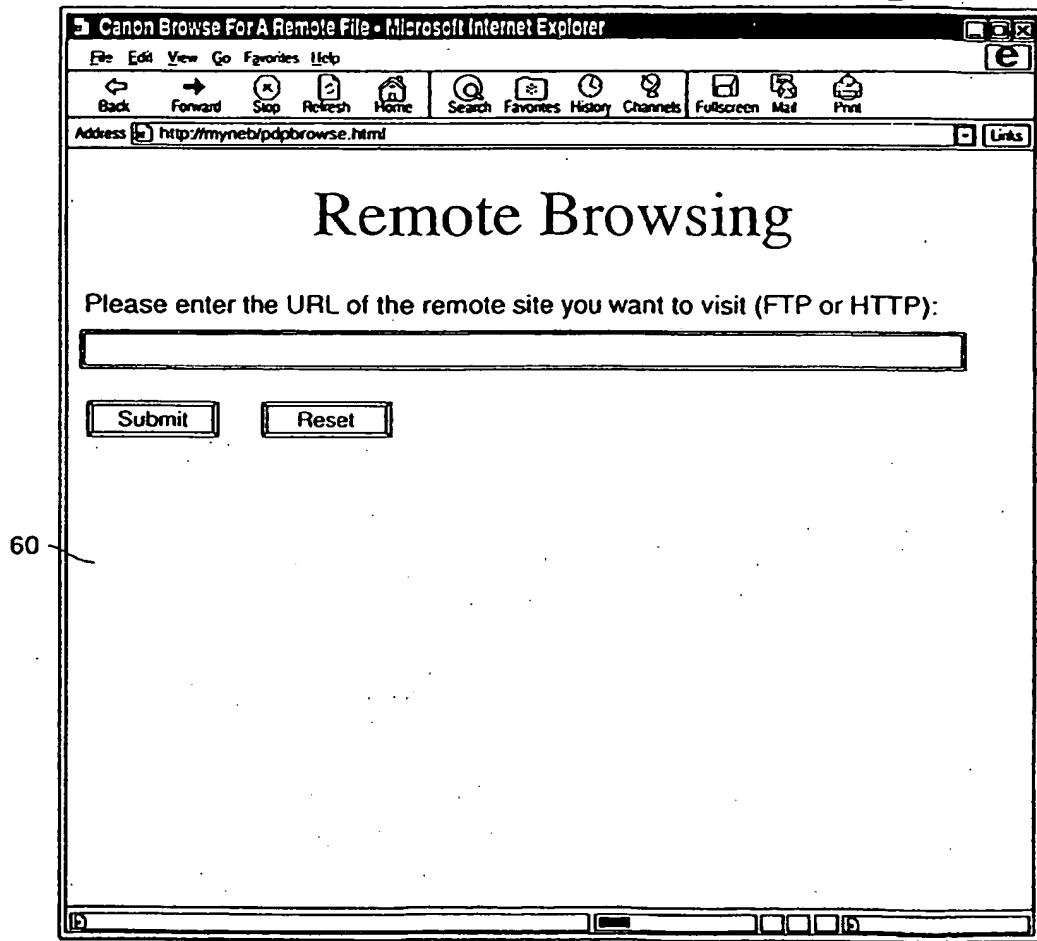 Canon Browse For A Remote File - Microsoft Internet Explorer
File Edit View Go Favorites Help
Back Forward Stop Refresh Home Search Favorites History Channels Fullscreen Mail Print
Address http://myneb/pdpbrowse.html Links
Remote Browsing
Please enter the URL of the remote site you want to visit (FTP or HTTP):
Submit Reset
60